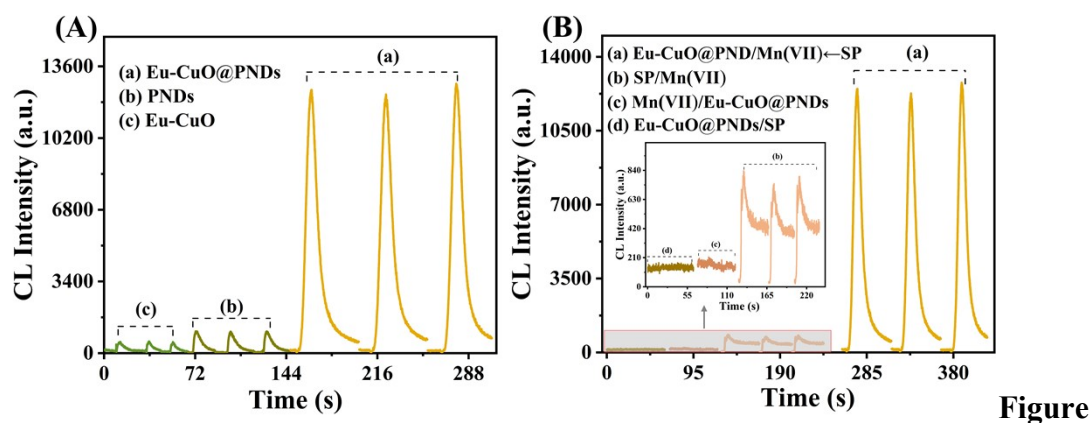 (A)
(a) Eu-CuO@PNDs
(b) PNDs
(c) Eu-CuO
(a)
(b)
(c)
13600
10200
6800
3400
0
CL Intensity (a.u.)
0 72 144 216 288
Time (s)
(B)
(a) Eu-CuO@PND/Mn(VII)←SP
(b) SP/Mn(VII)
(c) Mn(VII)/Eu-CuO@PNDs
(d) Eu-CuO@PNDs/SP
(a)
14000
10500
7000
3500
0
CL Intensity (a.u.)
840
630
420
210
0
CL Intensity (a.u.)
(b)
(c)
(d)
0 55 110 165 220
Time (s)
0 95 190 285 380
Time (s)
Figure